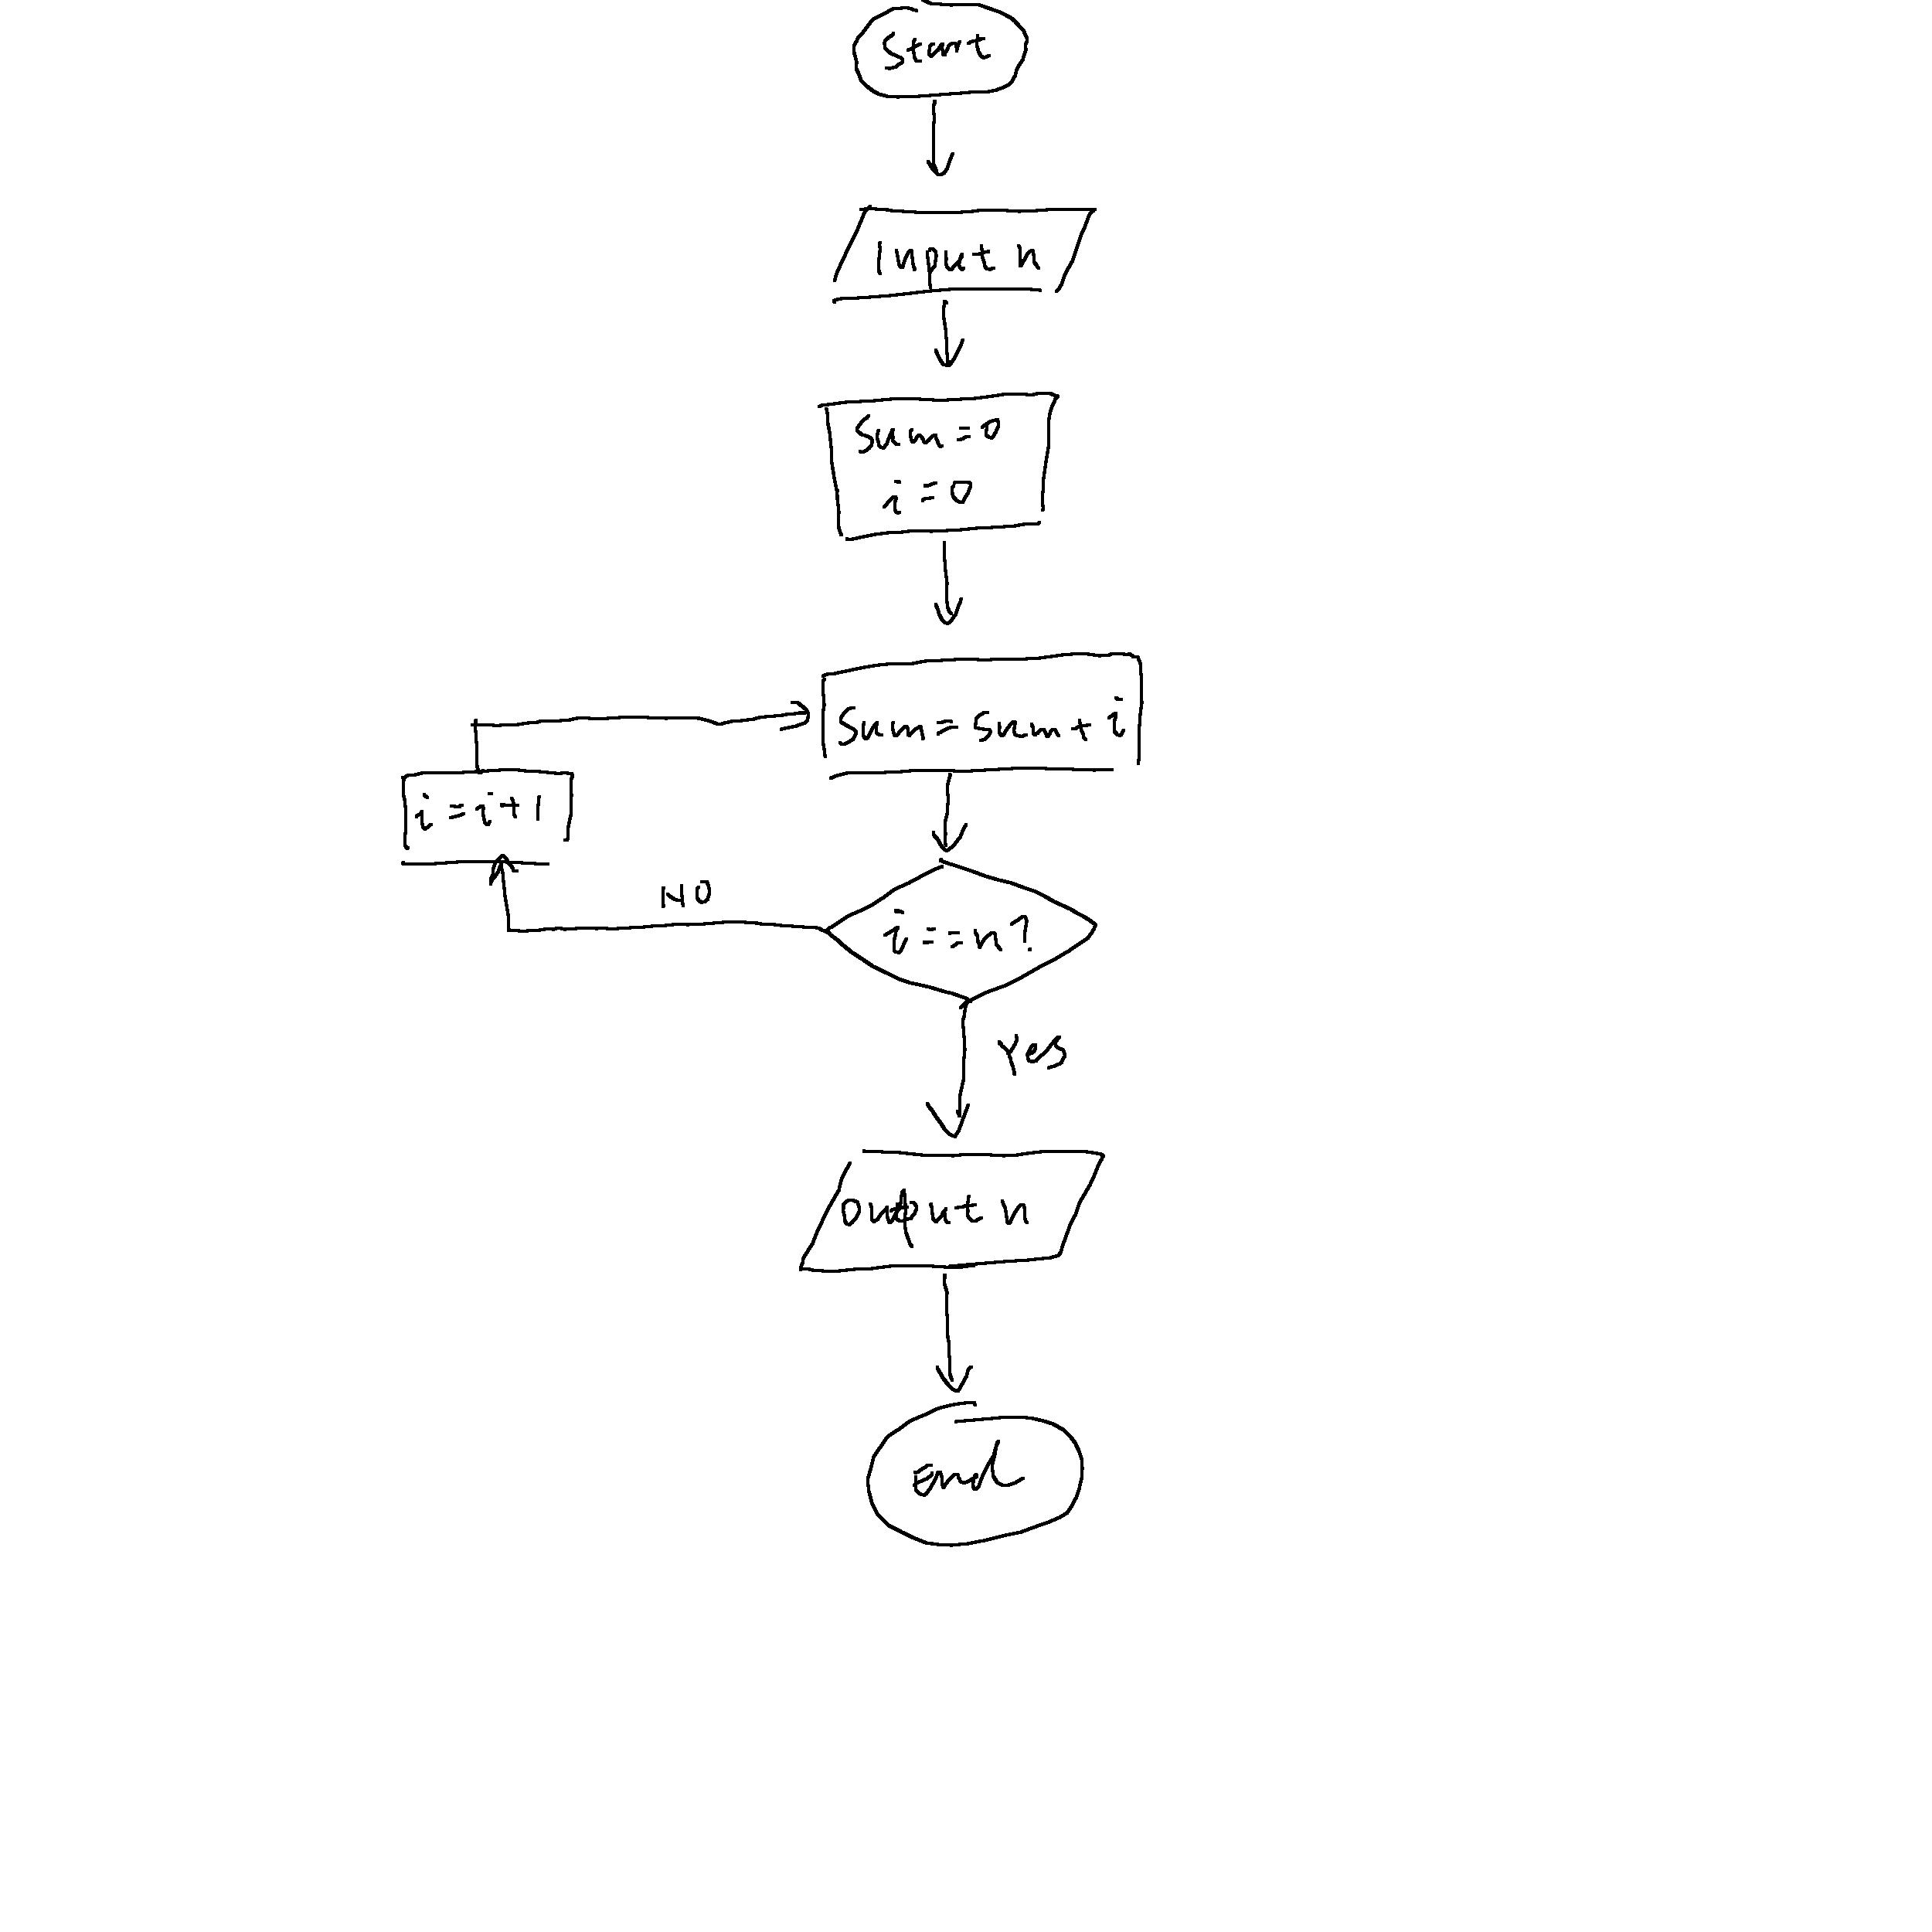 Start
Input n
Sum=0
i=0
Sum=Sum+i
i=i+1
NO
i==n?
Yes
output n
End